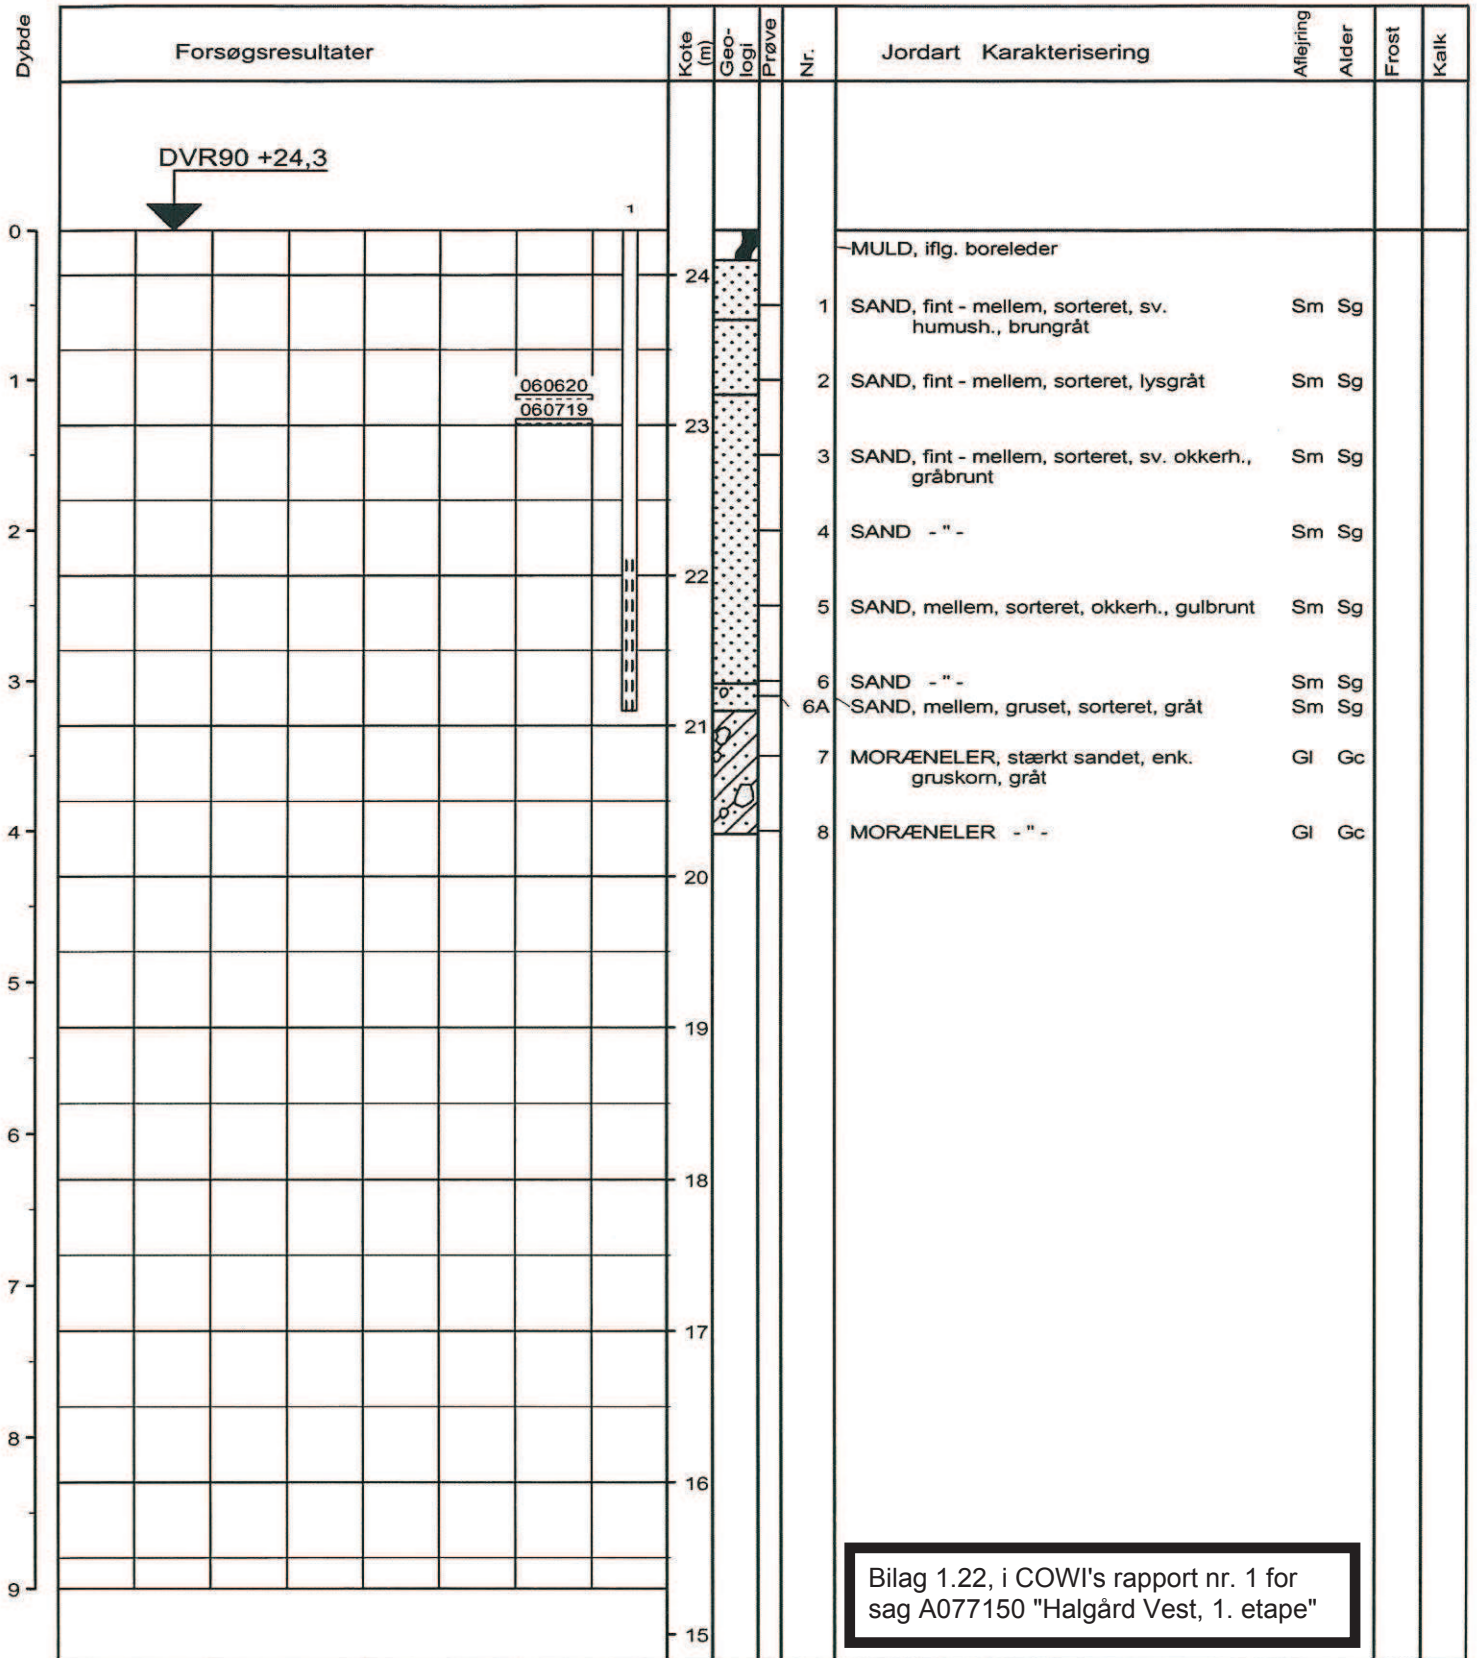 Dybde
Forsøgsresultater
Kote (m)
Geo-logi
Prøve
Nr.
Jordart Karakterisering
Aflejring
Alder
Frost
Kalk
DVR90 +24,3
1
0
MULD, iflg. boreleder
24
1 SAND, fint - mellem, sorteret, sv. Sm Sg
humush., brungråt
1
060620
2 SAND, fint - mellem, sorteret, lysgråt Sm Sg
060719
23
3 SAND, fint - mellem, sorteret, sv. okkerh., Sm Sg
gråbrunt
2
4 SAND - " - Sm Sg
22
5 SAND, mellem, sorteret, okkerh., gulbrunt Sm Sg
3
6 SAND - " - Sm Sg
6A SAND, mellem, gruset, sorteret, gråt Sm Sg
21
7 MORÆNELER, stærkt sandet, enk. Gl Gc
gruskorn, gråt
4
8 MORÆNELER - " - Gl Gc
20
5
19
6
18
7
17
8
16
9
15
Bilag 1.22, i COWI's rapport nr. 1 for
sag A077150 "Halgård Vest, 1. etape"